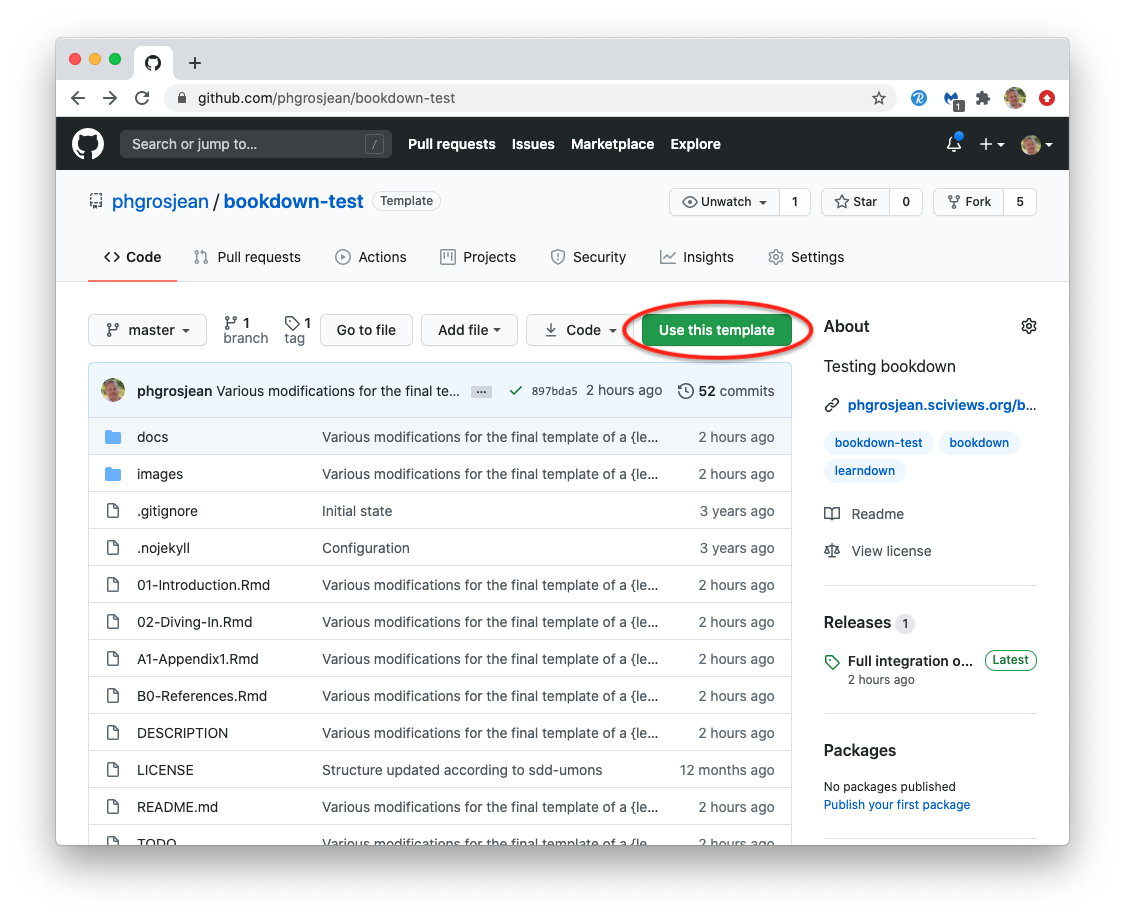 github.com/phgrosjean/bookdown-test
1
Search or jump to... /
Pull requests Issues Marketplace Explore
phgrosjean / bookdown-test Template
Unwatch 1 Star 0 Fork 5
Code Pull requests Actions Projects Security Insights Settings
master 1 branch 1 tag Go to file Add file Code Use this template
phgrosjean Various modifications for the final te... ... 897bda5 2 hours ago 52 commits
docs Various modifications for the final template of a {le... 2 hours ago
images Various modifications for the final template of a {le... 2 hours ago
.gitignore Initial state 3 years ago
.nojekyll Configuration 3 years ago
01-Introduction.Rmd Various modifications for the final template of a {le... 2 hours ago
02-Diving-In.Rmd Various modifications for the final template of a {le... 2 hours ago
A1-Appendix1.Rmd Various modifications for the final template of a {le... 2 hours ago
B0-References.Rmd Various modifications for the final template of a {le... 2 hours ago
DESCRIPTION Various modifications for the final template of a {le... 2 hours ago
LICENSE Structure updated according to sdd-umons 12 months ago
README.md Various modifications for the final template of a {le... 2 hours ago
TODO Various modifications for the final template of a {le... 2 hours ago
About
Testing bookdown
phgrosjean.sciviews.org/b...
bookdown-test bookdown
learndown
Readme
View license
Releases 1
Full integration o... Latest
2 hours ago
Packages
No packages published
Publish your first package